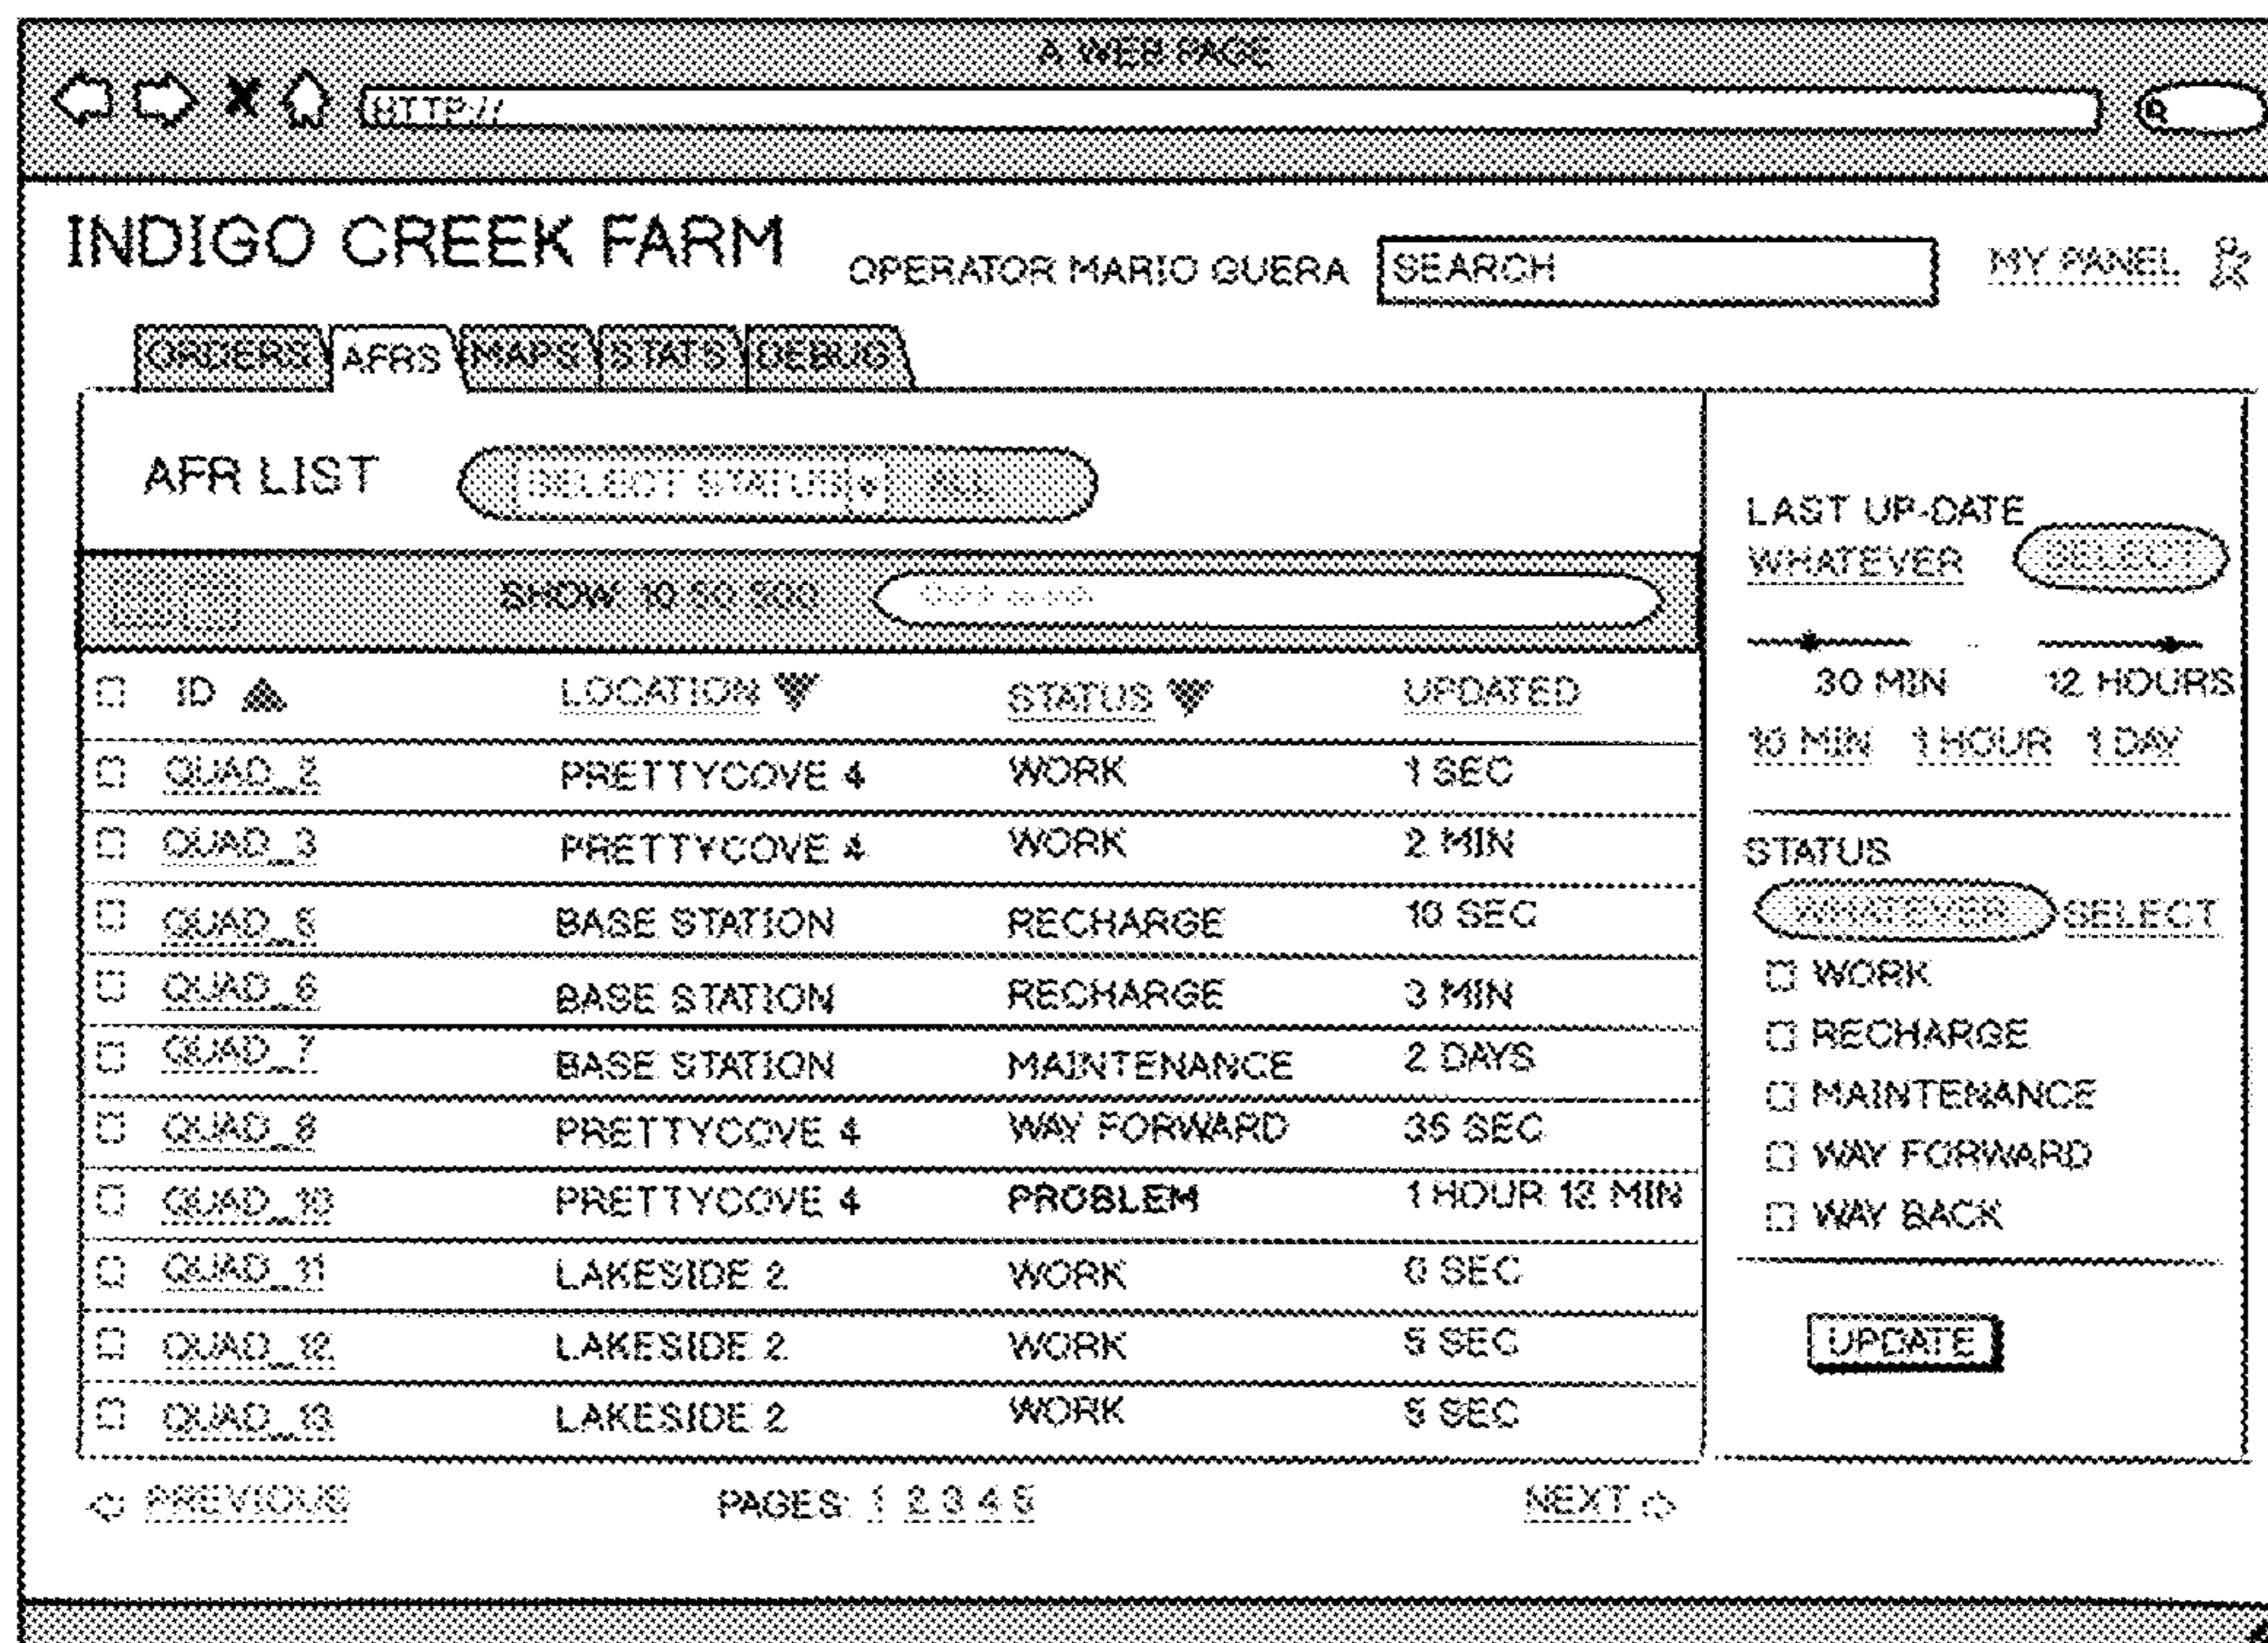 A WEB PAGE
HTTP://
INDIGO CREEK FARM OPERATOR MARIO GUERA SEARCH MY PANEL
ORDERS AFRS MAPS STATS DEBUG
AFR LIST SELECT STATUS ALL
LAST UP-DATE
WHATEVER SELECT
SHOW 10 50 500
30 MIN 12 HOURS
10 MIN 1 HOUR 1 DAY
ID LOCATION STATUS UPDATED
QUAD_2 PRETTYCOVE 4 WORK 1 SEC
QUAD_3 PRETTYCOVE 4 WORK 2 MIN
QUAD_5 BASE STATION RECHARGE 10 SEC
QUAD_6 BASE STATION RECHARGE 3 MIN
QUAD_7 BASE STATION MAINTENANCE 2 DAYS
QUAD_8 PRETTYCOVE 4 WAY FORWARD 35 SEC
QUAD_10 PRETTYCOVE 4 PROBLEM 1 HOUR 12 MIN
QUAD_11 LAKESIDE 2 WORK 0 SEC
QUAD_12 LAKESIDE 2 WORK 5 SEC
QUAD_13 LAKESIDE 2 WORK 5 SEC
STATUS
WHATEVER SELECT
WORK
RECHARGE
MAINTENANCE
WAY FORWARD
WAY BACK
UPDATE
PREVIOUS PAGES: 1 2 3 4 5 NEXT